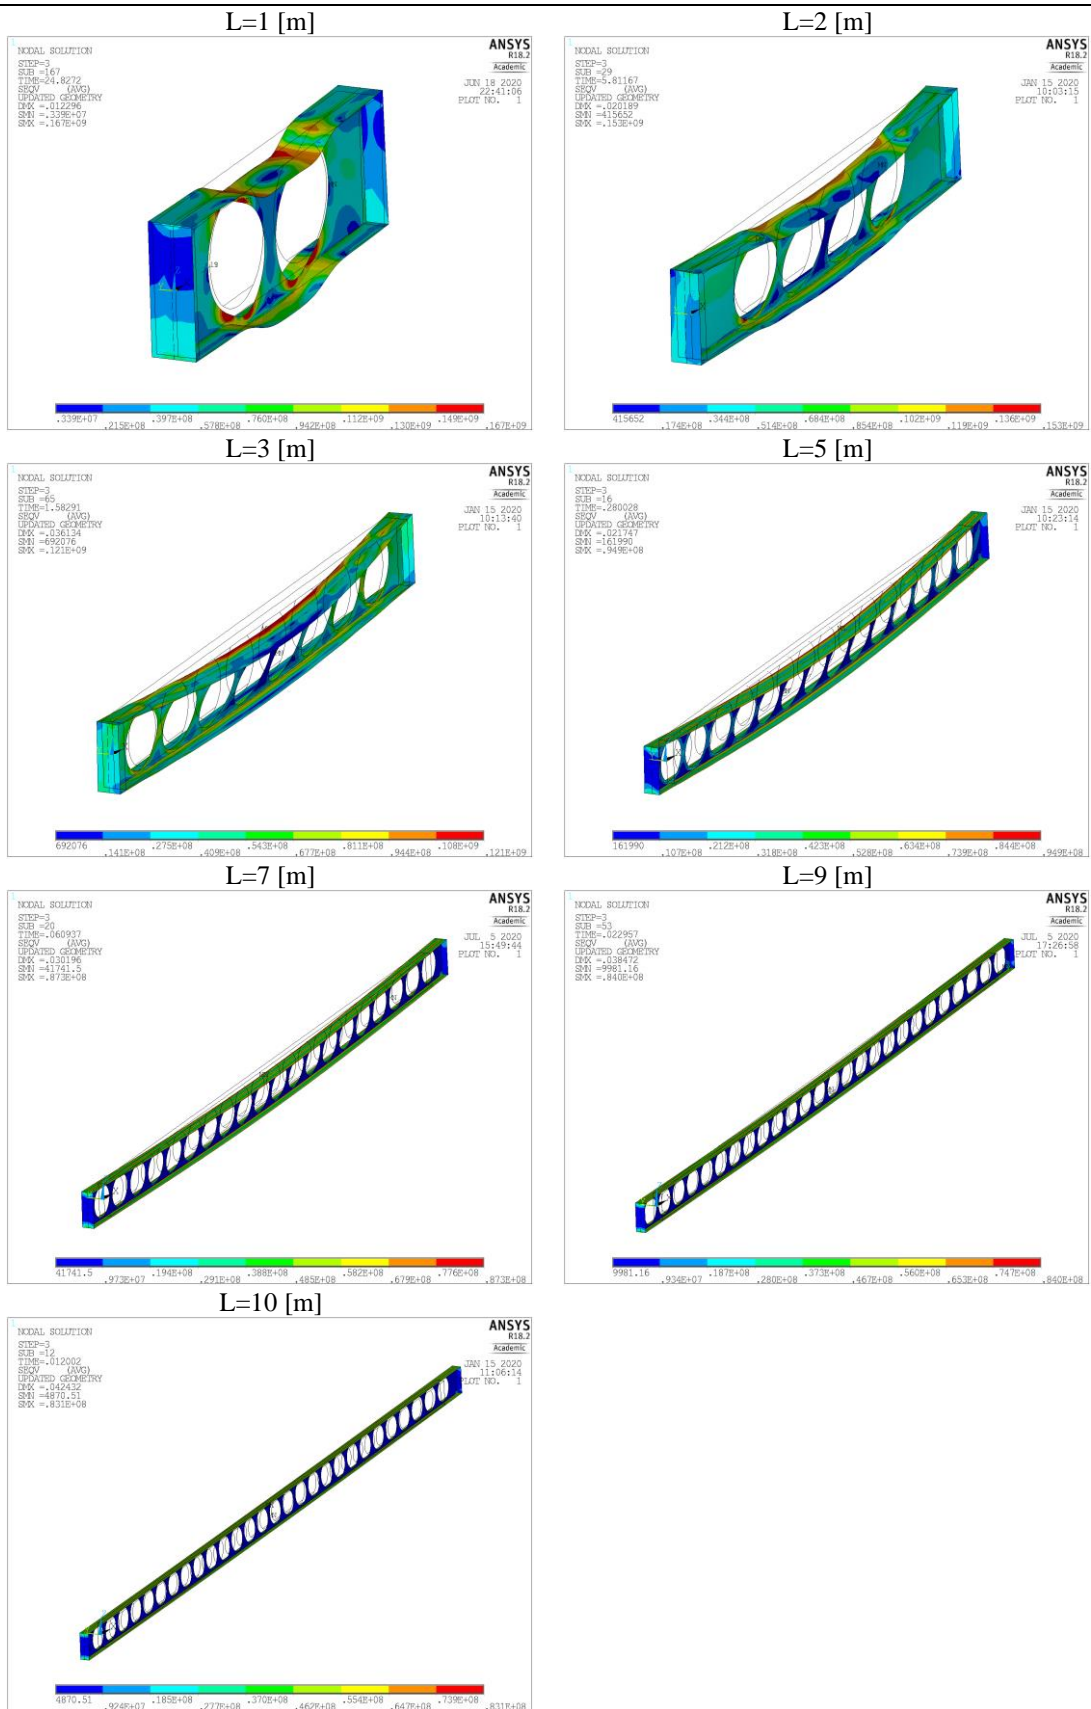 L=1 [m]
1
NODAL SOLUTION
STEP=3
SUB =167
TIME=24.8272
SEQV (AVG)
UPDATED GEOMETRY
DMX =.012296
SMN =.339E+07
SMX =.167E+09
ANSYS
R18.2
Academic
JUN 18 2020
22:41:06
PLOT NO. 1
.339E+07 .397E+08 .760E+08 .112E+09 .149E+09
.215E+08 .578E+08 .942E+08 .130E+09 .167E+09
L=2 [m]
1
NODAL SOLUTION
STEP=3
SUB =29
TIME=5.81167
SEQV (AVG)
UPDATED GEOMETRY
DMX =.020189
SMN =415652
SMX =.153E+09
ANSYS
R18.2
Academic
JAN 15 2020
10:03:15
PLOT NO. 1
415652 .344E+08 .684E+08 .102E+09 .136E+09
.174E+08 .514E+08 .854E+08 .119E+09 .153E+09
L=3 [m]
1
NODAL SOLUTION
STEP=3
SUB =65
TIME=1.58291
SEQV (AVG)
UPDATED GEOMETRY
DMX =.036134
SMN =692076
SMX =.121E+09
ANSYS
R18.2
Academic
JAN 15 2020
10:13:40
PLOT NO. 1
692076 .275E+08 .543E+08 .811E+08 .108E+09
.141E+08 .409E+08 .677E+08 .944E+08 .121E+09
L=5 [m]
1
NODAL SOLUTION
STEP=3
SUB =16
TIME=.280028
SEQV (AVG)
UPDATED GEOMETRY
DMX =.021747
SMN =161990
SMX =.949E+08
ANSYS
R18.2
Academic
JAN 15 2020
10:23:14
PLOT NO. 1
161990 .212E+08 .423E+08 .634E+08 .844E+08
.107E+08 .318E+08 .528E+08 .739E+08 .949E+08
L=7 [m]
1
NODAL SOLUTION
STEP=3
SUB =20
TIME=.060937
SEQV (AVG)
UPDATED GEOMETRY
DMX =.030196
SMN =41741.5
SMX =.873E+08
ANSYS
R18.2
Academic
JUL 5 2020
15:49:44
PLOT NO. 1
41741.5 .194E+08 .388E+08 .582E+08 .776E+08
.973E+07 .291E+08 .485E+08 .679E+08 .873E+08
L=9 [m]
1
NODAL SOLUTION
STEP=3
SUB =53
TIME=.022957
SEQV (AVG)
UPDATED GEOMETRY
DMX =.038472
SMN =9981.16
SMX =.840E+08
ANSYS
R18.2
Academic
JUL 5 2020
17:26:58
PLOT NO. 1
9981.16 .187E+08 .373E+08 .560E+08 .747E+08
.934E+07 .280E+08 .467E+08 .653E+08 .840E+08
L=10 [m]
1
NODAL SOLUTION
STEP=3
SUB =12
TIME=.012002
SEQV (AVG)
UPDATED GEOMETRY
DMX =.042432
SMN =4870.51
SMX =.831E+08
ANSYS
R18.2
Academic
JAN 15 2020
11:06:14
PLOT NO. 1
4870.51 .185E+08 .370E+08 .554E+08 .739E+08
.924E+07 .277E+08 .462E+08 .647E+08 .831E+08